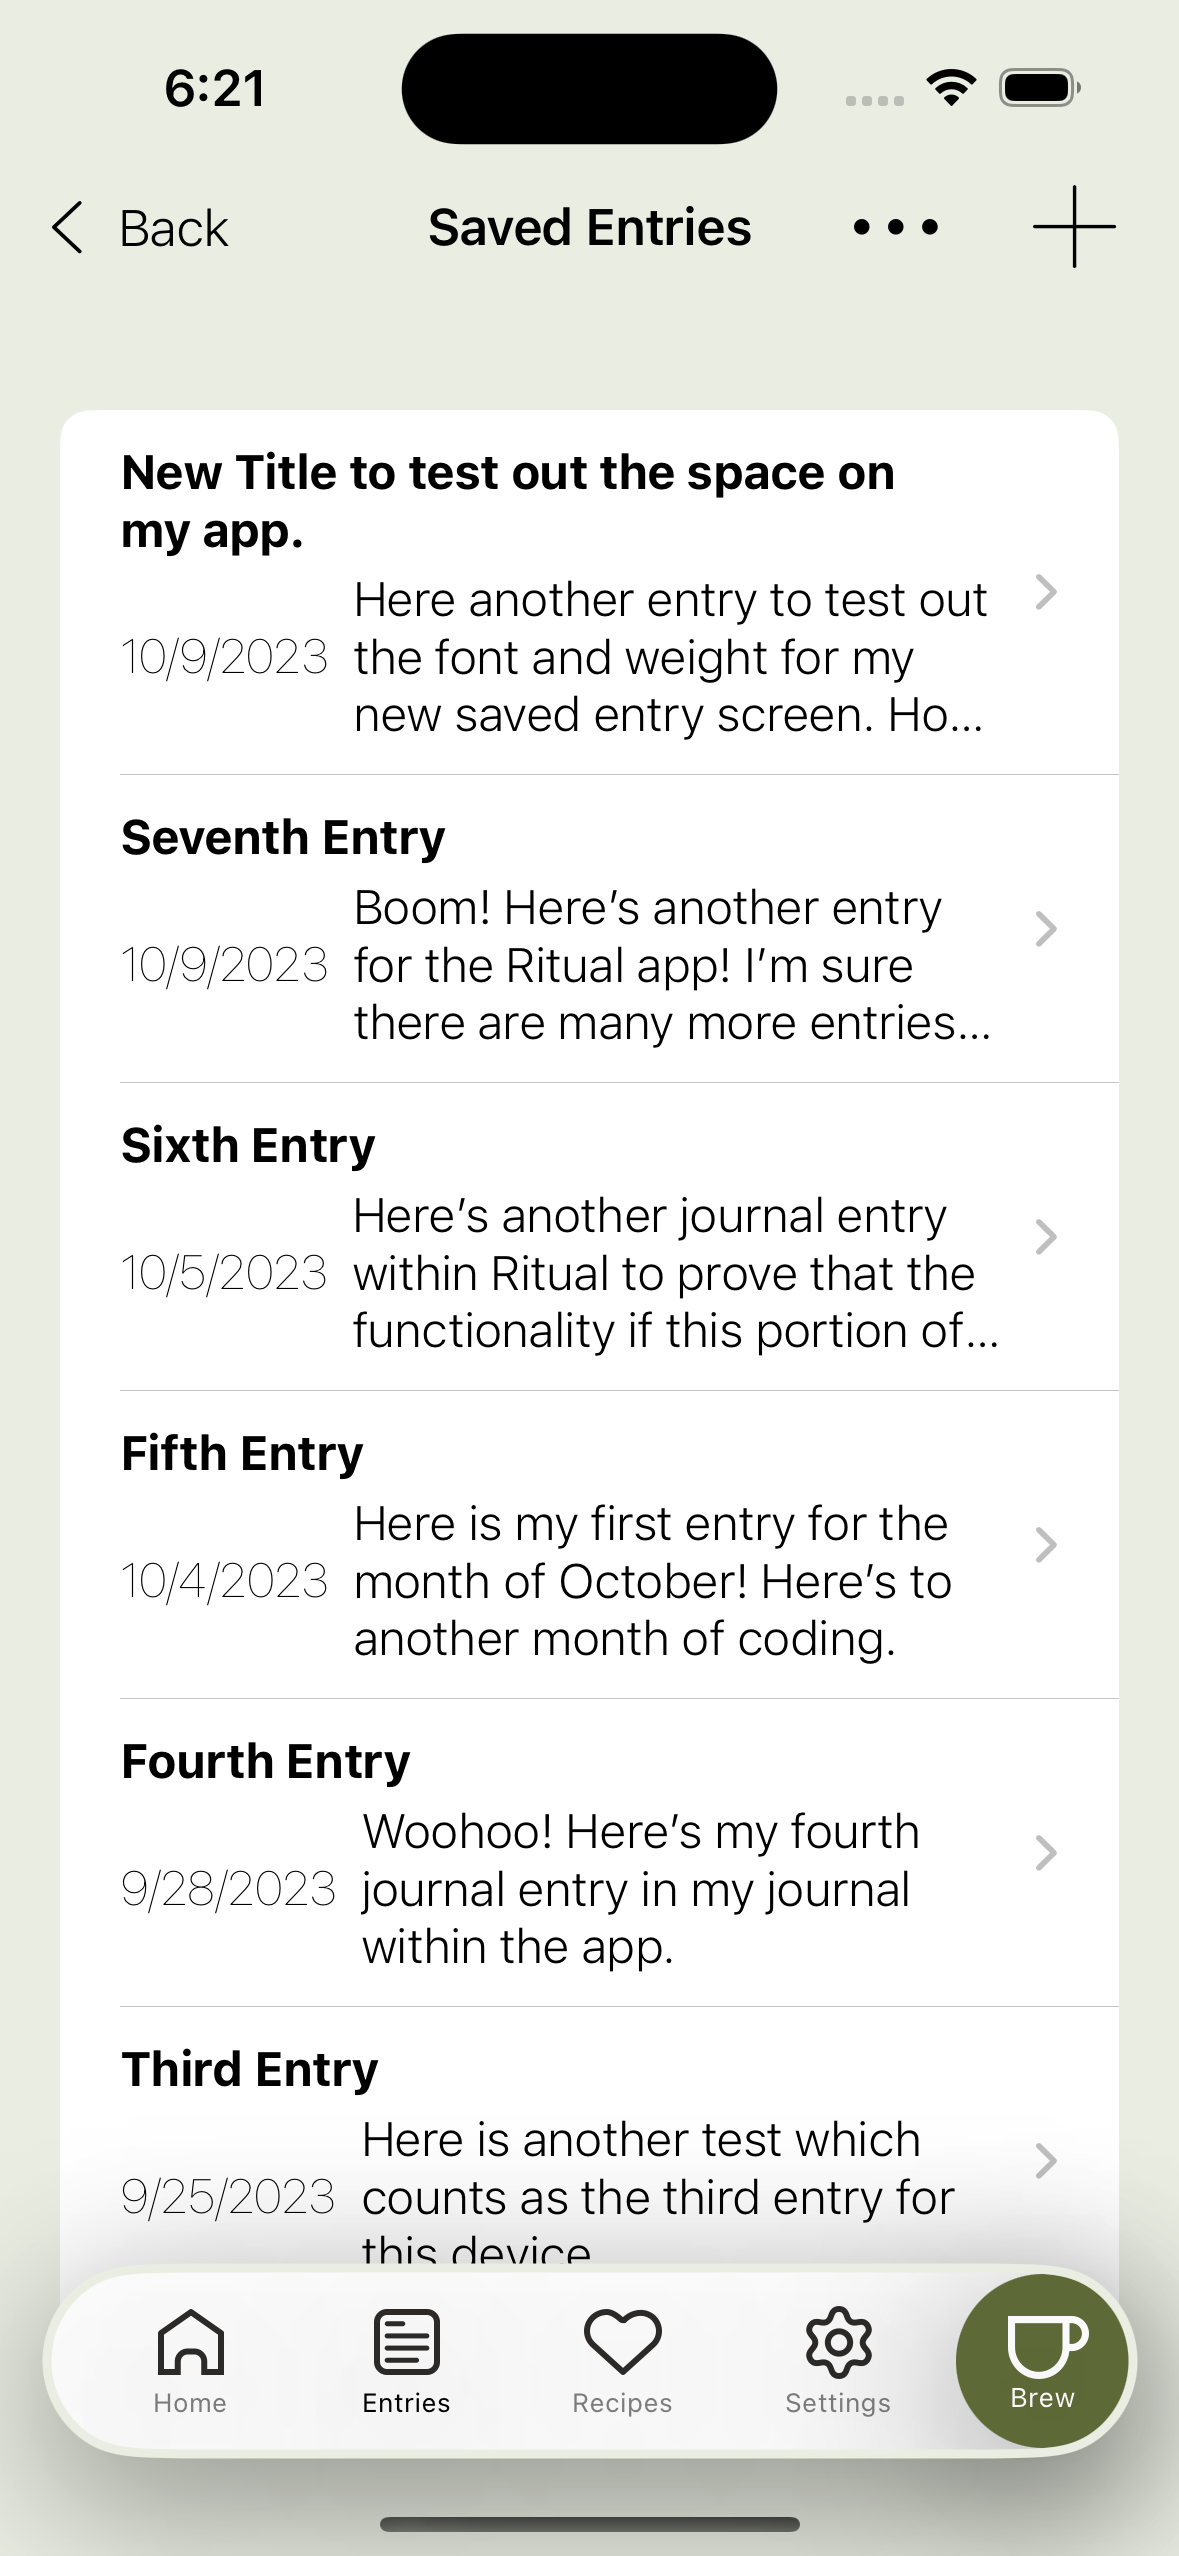 6:21
Back
Saved Entries
New Title to test out the space on
my app.
10/9/2023
Here another entry to test out
the font and weight for my
new saved entry screen. Ho...
Seventh Entry
10/9/2023
Boom! Here's another entry
for the Ritual app! I'm sure
there are many more entries...
Sixth Entry
10/5/2023
Here's another journal entry
within Ritual to prove that the
functionality if this portion of...
Fifth Entry
10/4/2023
Here is my first entry for the
month of October! Here's to
another month of coding.
Fourth Entry
9/28/2023
Woohoo! Here's my fourth
journal entry in my journal
within the app.
Third Entry
9/25/2023
Here is another test which
counts as the third entry for
this device
Home
Entries
Recipes
Settings
Brew